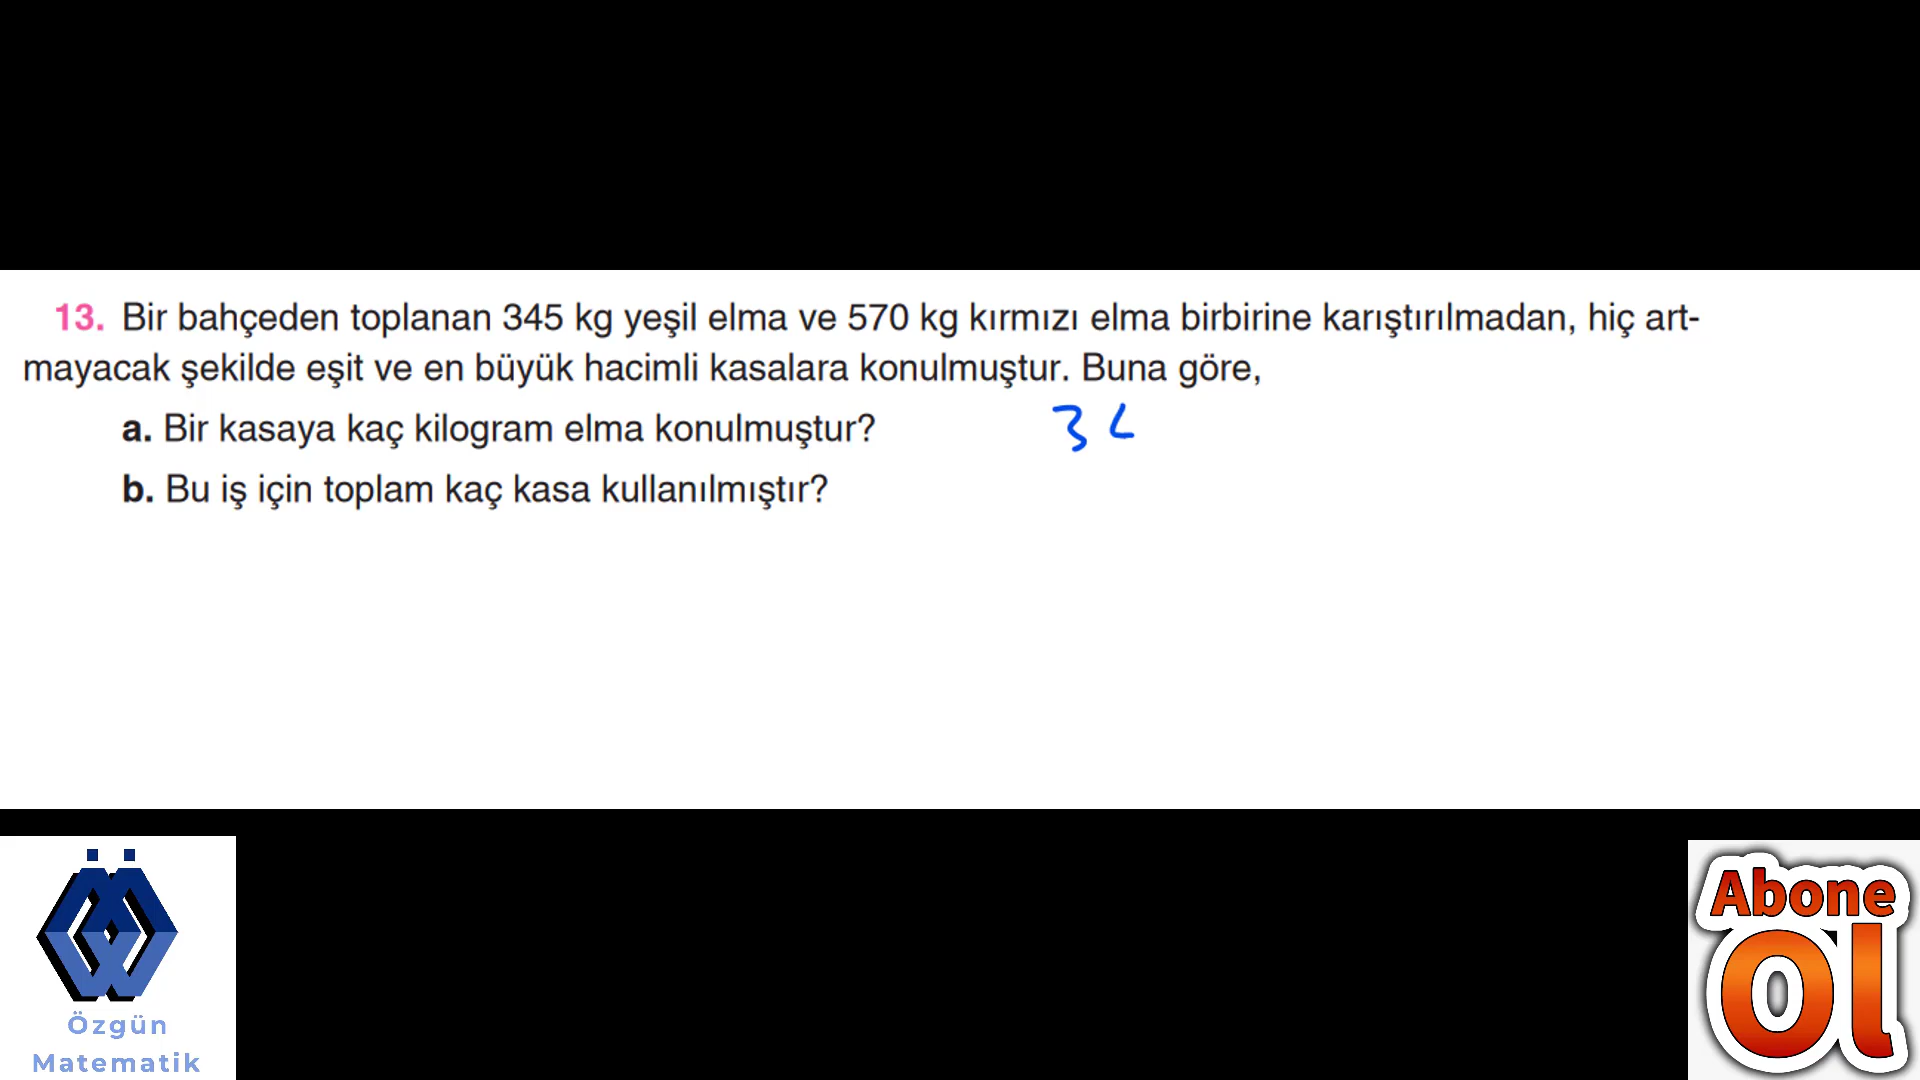 13. Bir bahçeden toplanan 345 kg yeşil elma ve 570 kg kırmızı elma birbirine karıştırılmadan, hiç art-
mayacak şekilde eşit ve en büyük hacimli kasalara konulmuştur. Buna göre,
a. Bir kasaya kaç kilogram elma konulmuştur?
3
b. Bu iş için toplam kaç kasa kullanılmıştır?
Özgün
Matematik
Abone
Ol